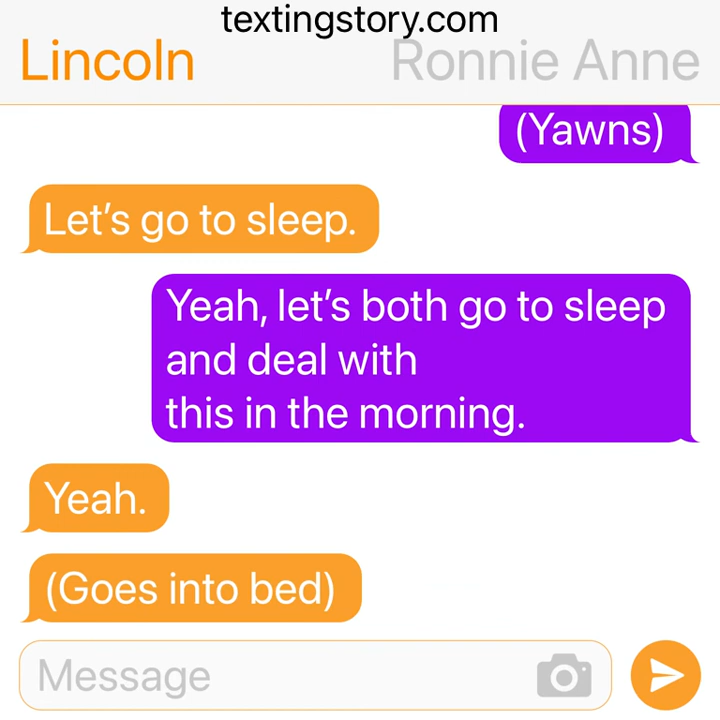 textingstory.com
Lincoln
Ronnie Anne
(Yawns)
Let's go to sleep.
Yeah, let's both go to sleep
and deal with
this in the morning.
Yeah.
(Goes into bed)
Message